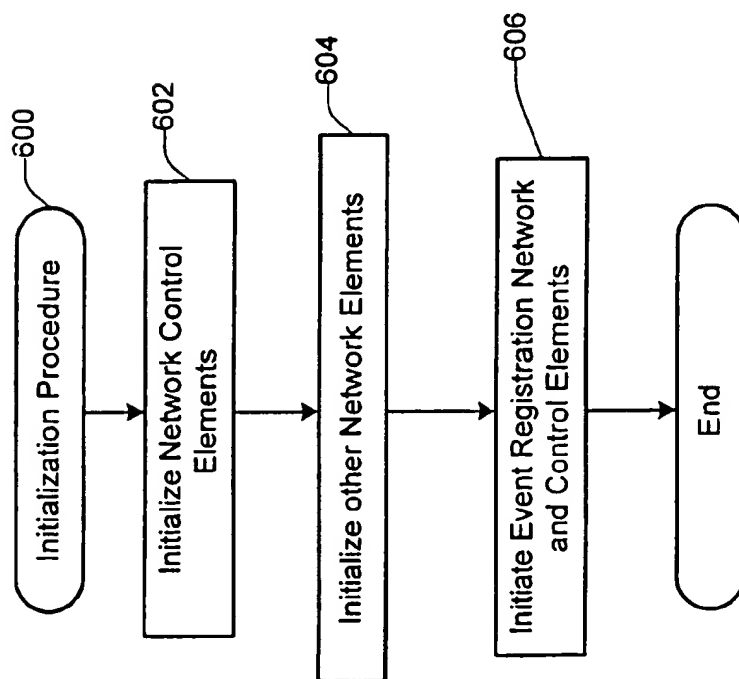 600
Initialization Procedure
602
Initialize Network Control
Elements
604
Initialize other Network Elements
606
Initiate Event Registration Network
and Control Elements
End